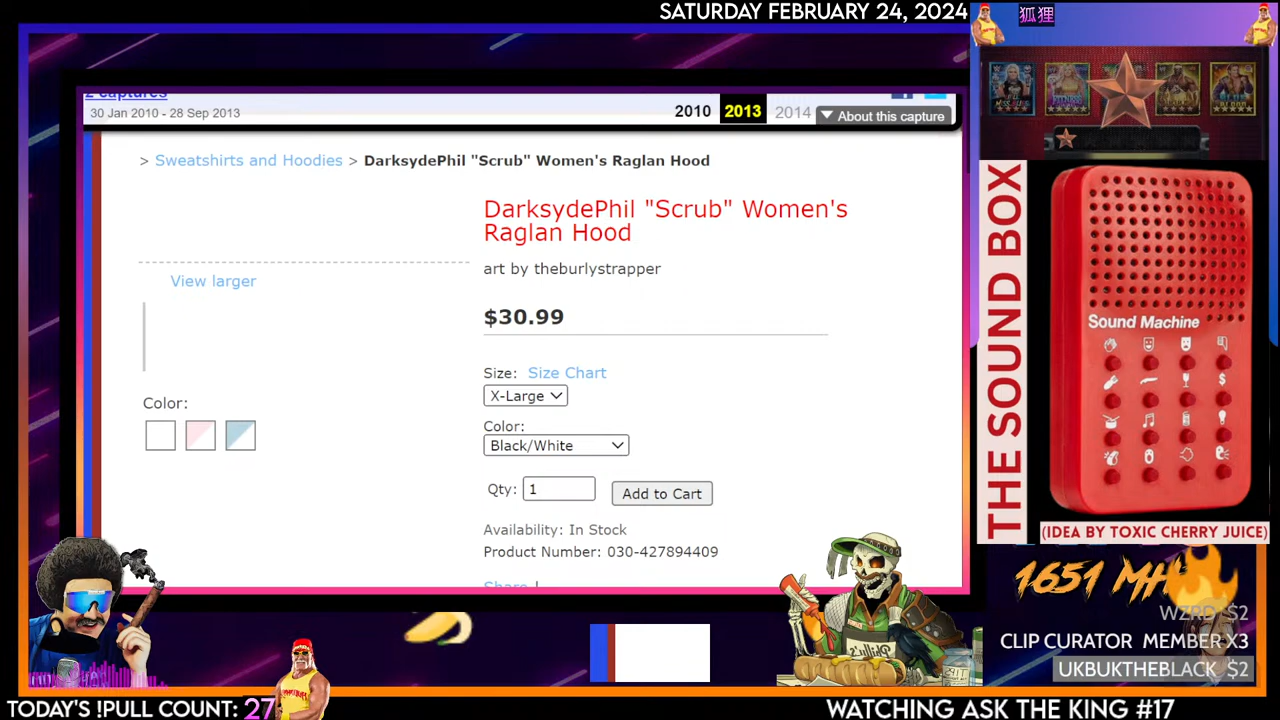 SATURDAY FEBRUARY 24, 2024
狐狸
2 captures
30 Jan 2010 - 28 Sep 2013
2010 2013 2014
▼ About this capture
> Sweatshirts and Hoodies > DarksydePhil "Scrub" Women's Raglan Hood
DarksydePhil "Scrub" Women's
Raglan Hood
art by theburlystrapper
View larger
$30.99
Size: Size Chart
X-Large
Color:
Color:
Black/White
Qty: 1 Add to Cart
Availability: In Stock
Product Number: 030-427894409
Share |
THE SOUND BOX
Sound Machine
(IDEA BY TOXIC CHERRY JUICE)
WZRD $2
CLIP CURATOR MEMBER X3
UKBUKTHEBLACK $2
TODAY'S !PULL COUNT: 27
WATCHING ASK THE KING #17